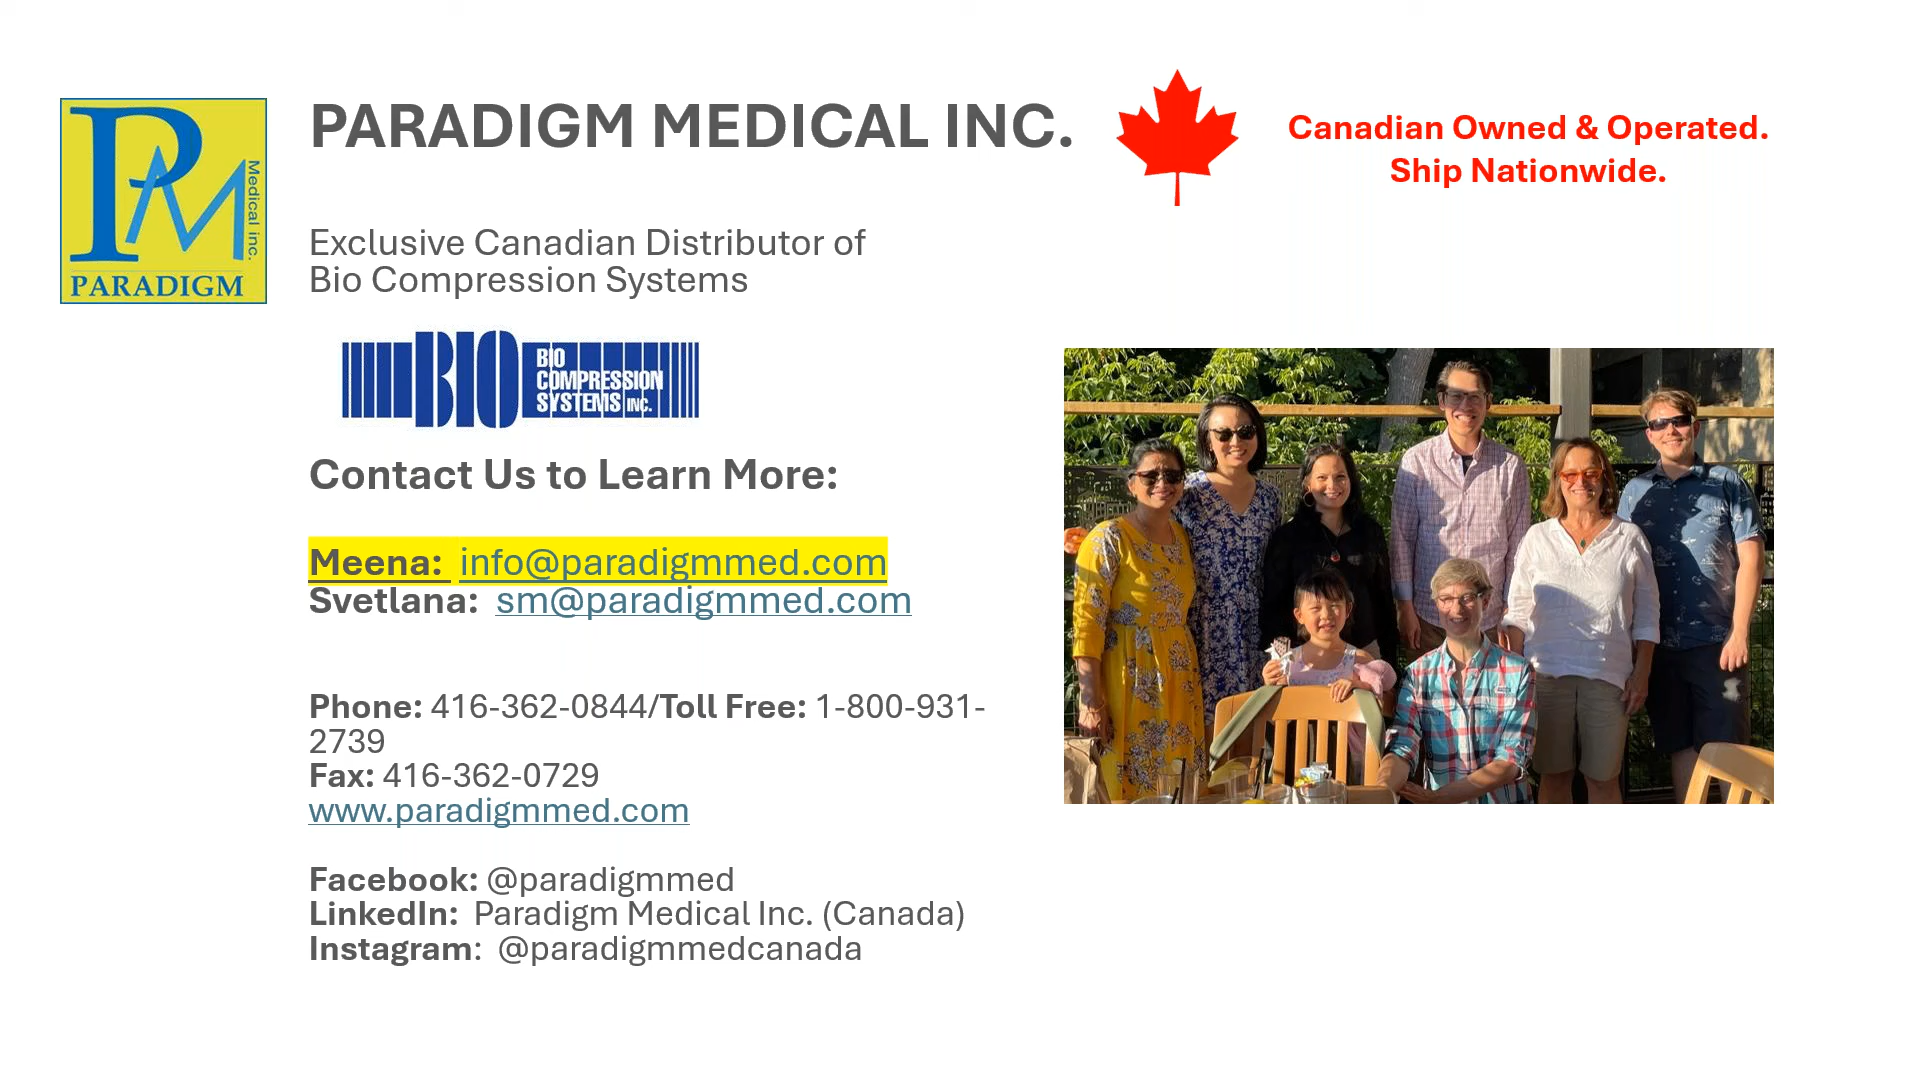 PM
Medical inc.
PARADIGM
PARADIGM MEDICAL INC.
Canadian Owned & Operated.
Ship Nationwide.
Exclusive Canadian Distributor of
Bio Compression Systems
BIO
BIO
COMPRESSION
SYSTEMS INC.
Contact Us to Learn More:
Meena: info@paradigmmed.com
Svetlana: sm@paradigmmed.com
Phone: 416-362-0844/Toll Free: 1-800-931-
2739
Fax: 416-362-0729
www.paradigmmed.com
Facebook: @paradigmmed
LinkedIn: Paradigm Medical Inc. (Canada)
Instagram: @paradigmmedcanada